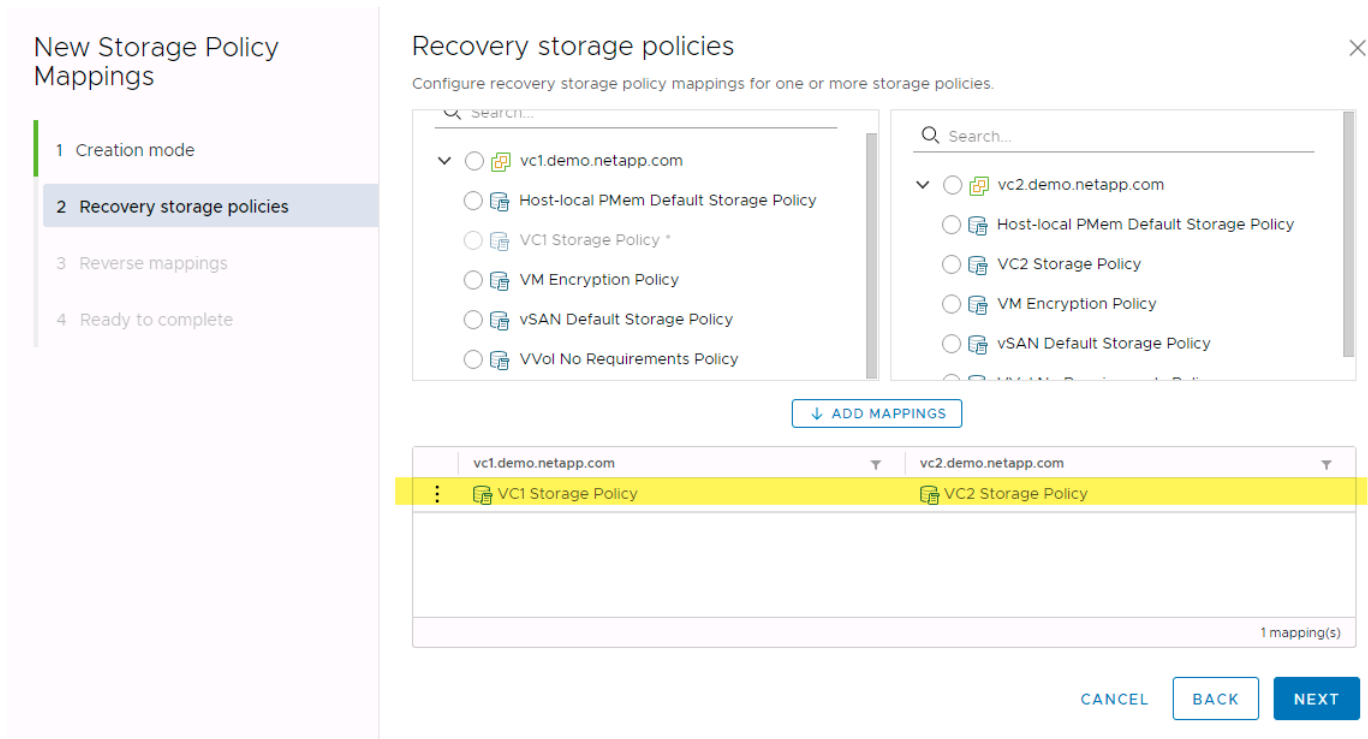 New Storage Policy
Mappings
1 Creation mode
2 Recovery storage policies
3 Reverse mappings
4 Ready to complete
Recovery storage policies
Configure recovery storage policy mappings for one or more storage policies.
Search...
vc1.demo.netapp.com
Host-local PMem Default Storage Policy
VC1 Storage Policy *
VM Encryption Policy
vSAN Default Storage Policy
VVol No Requirements Policy
Search...
vc2.demo.netapp.com
Host-local PMem Default Storage Policy
VC2 Storage Policy
VM Encryption Policy
vSAN Default Storage Policy
ADD MAPPINGS
vc1.demo.netapp.com vc2.demo.netapp.com
VC1 Storage Policy VC2 Storage Policy
1 mapping(s)
CANCEL BACK NEXT